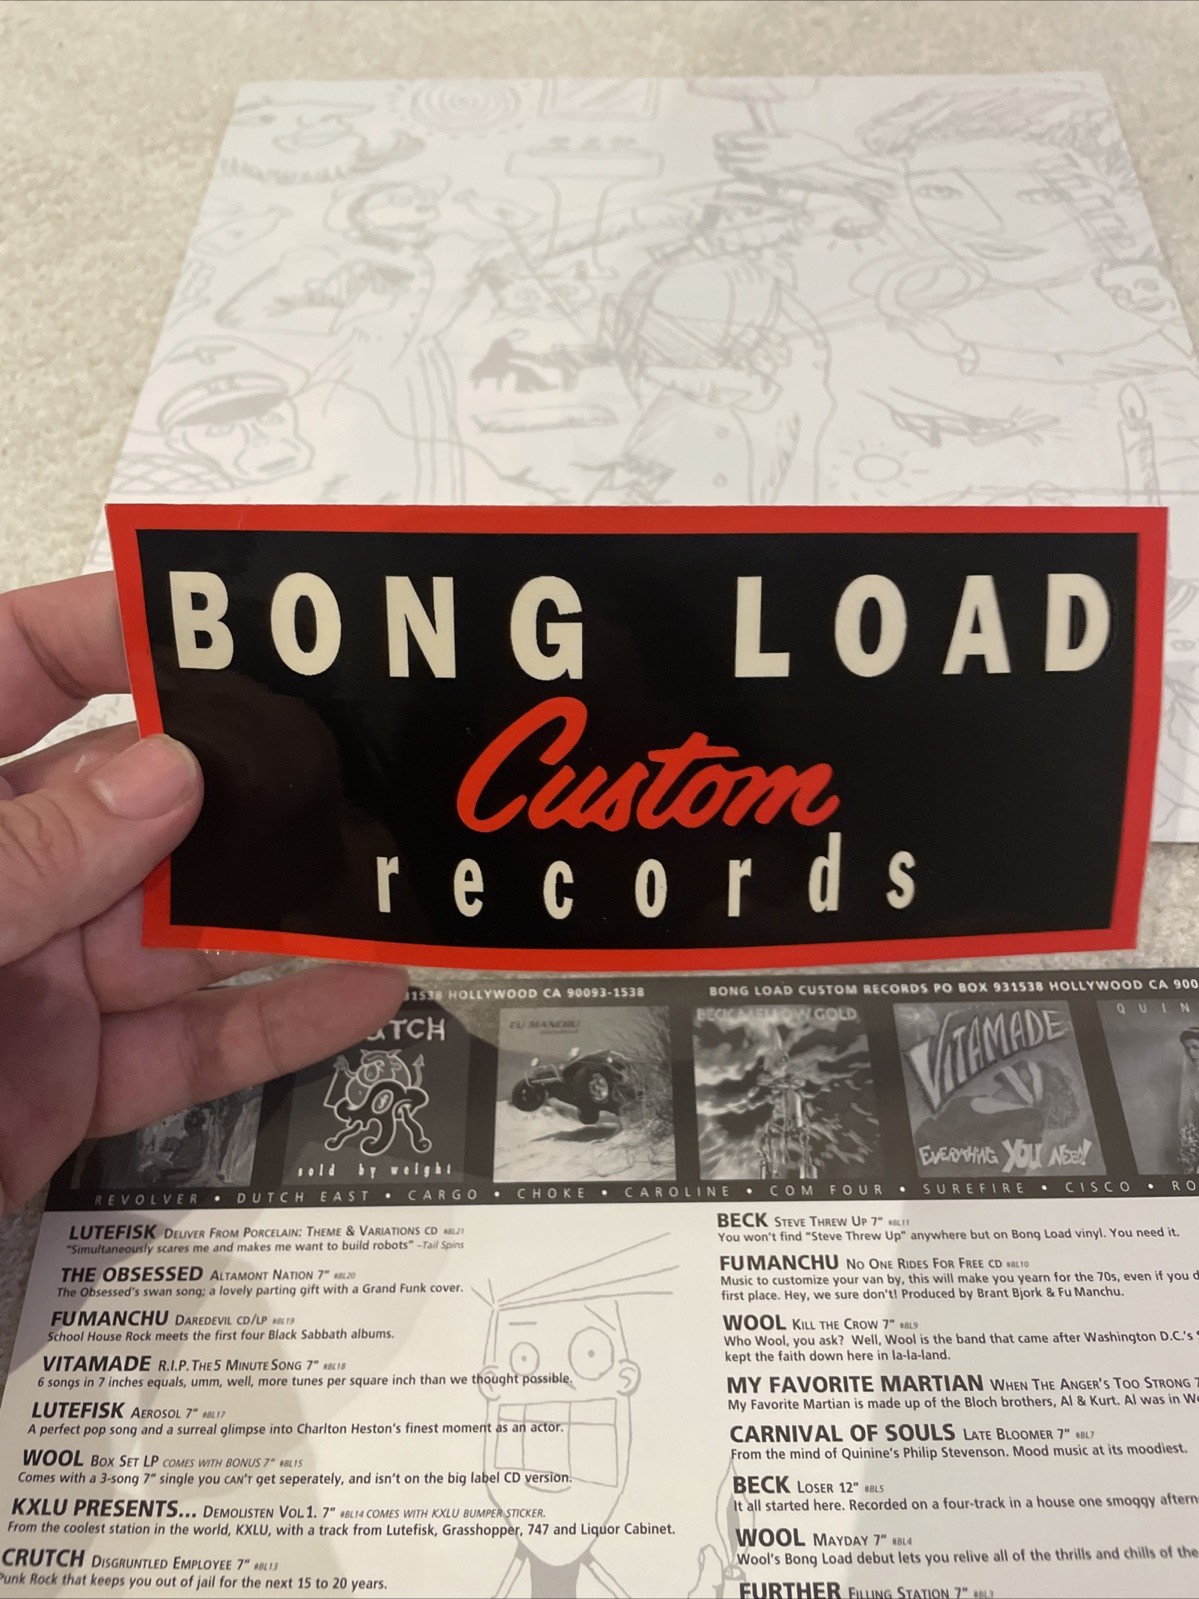 BONG LOAD
Custom
records
31538 HOLLYWOOD CA 90093-1538
BONG LOAD CUSTOM RECORDS PO BOX 931538 HOLLYWOOD CA 900
TCH
sold by weight
FU MANCHU
BECK MELLOW GOLD
VITAMADE
EVERYTHING YOU NEED!
QUIN
REVOLVER • DUTCH EAST • CARGO • CHOKE • CAROLINE • COM FOUR • SUREFIRE • CISCO • RO
LUTEFISK DELIVER FROM PORCELAIN: THEME & VARIATIONS CD #BL21
"Simultaneously scares me and makes me want to build robots" –Tail Spins
THE OBSESSED ALTAMONT NATION 7" #BL20
The Obsessed's swan song; a lovely parting gift with a Grand Funk cover.
FU MANCHU DAREDEVIL CD/LP #BL19
School House Rock meets the first four Black Sabbath albums.
VITAMADE R.I.P. THE 5 MINUTE SONG 7" #BL18
6 songs in 7 inches equals, umm, well, more tunes per square inch than we thought possible.
LUTEFISK AEROSOL 7" #BL17
A perfect pop song and a surreal glimpse into Charlton Heston's finest moment as an actor.
WOOL BOX SET LP COMES WITH BONUS 7" #BL15
Comes with a 3-song 7" single you CAN'T get seperately, and isn't on the big label CD version.
KXLU PRESENTS... DEMOLISTEN VOL 1. 7" #BL14 COMES WITH KXLU BUMPER STICKER.
From the coolest station in the world, KXLU, with a track from Lutefisk, Grasshopper, 747 and Liquor Cabinet.
CRUTCH DISGRUNTLED EMPLOYEE 7" #BL13
Punk Rock that keeps you out of jail for the next 15 to 20 years.
BECK STEVE THREW UP 7" #BL11
You won't find "Steve Threw Up" anywhere but on Bong Load vinyl. You need it.
FU MANCHU NO ONE RIDES FOR FREE CD #BL10
Music to customize your van by, this will make you yearn for the 70s, even if you d
first place. Hey, we sure don't! Produced by Brant Bjork & Fu Manchu.
WOOL KILL THE CROW 7" #BL9
Who Wool, you ask? Well, Wool is the band that came after Washington D.C.'s
kept the faith down here in la-la-land.
MY FAVORITE MARTIAN WHEN THE ANGER'S TOO STRONG 7
My Favorite Martian is made up of the Bloch brothers, Al & Kurt. Al was in W
CARNIVAL OF SOULS LATE BLOOMER 7" #BL7
From the mind of Quinine's Philip Stevenson. Mood music at its moodiest.
BECK LOSER 12" #BL5
It all started here. Recorded on a four-track in a house one smoggy aftern
WOOL MAYDAY 7" #BL4
Wool's Bong Load debut lets you relive all of the thrills and chills of the
FURTHER FILLING STATION 7" #BL3